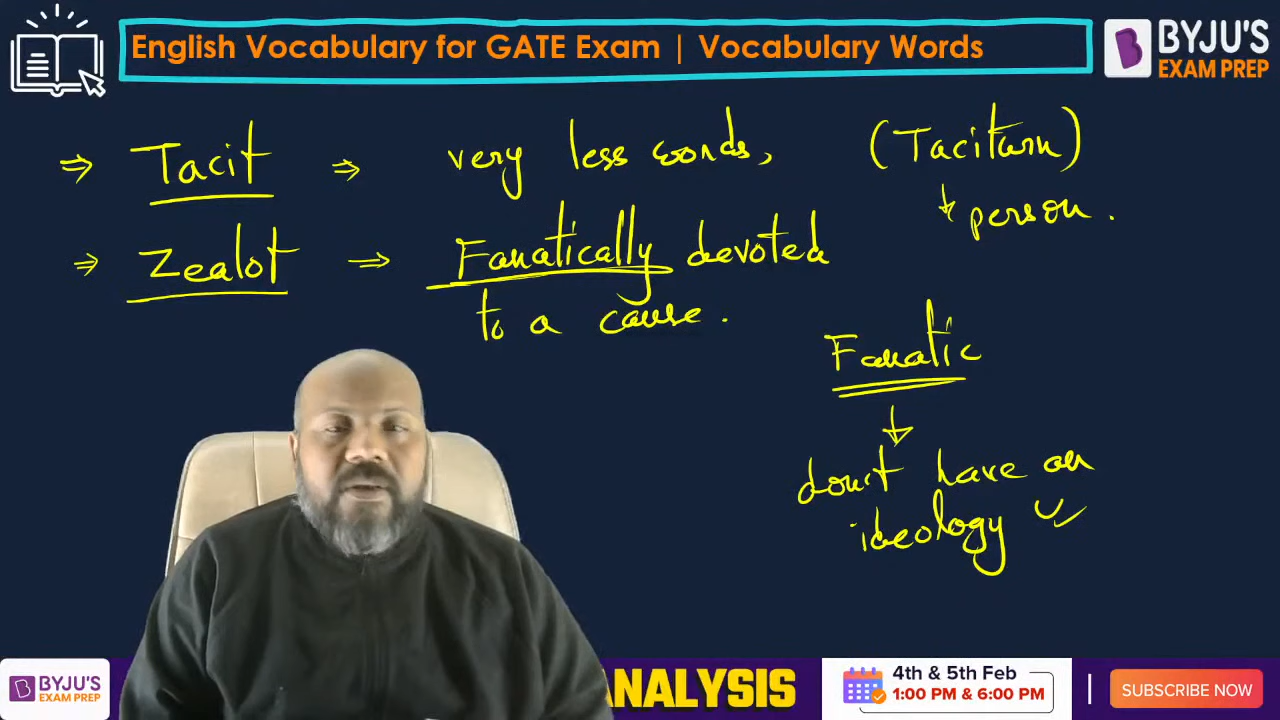 English Vocabulary for GATE Exam | Vocabulary Words
BYJU'S
EXAM PREP
⇒ Tacit ⇒ very less words, (Taciturn)
↓ person.
⇒ Zealot ⇒ Fanatically devoted
to a cause.
Fanatic
↓
don't have an
ideology ✓
BYJU'S
EXAM PREP
ANALYSIS
4th & 5th Feb
1:00 PM & 6:00 PM
SUBSCRIBE NOW